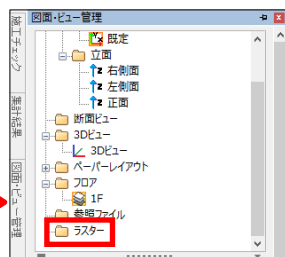 図面・ビュー管理
既定
立面
右側面
左側面
正面
断面ビュー
3Dビュー
3Dビュー
ペーパーレイアウト
フロア
1F
参照ファイル
ラスター
施工チェック
集計結果
図面・ビュー管理